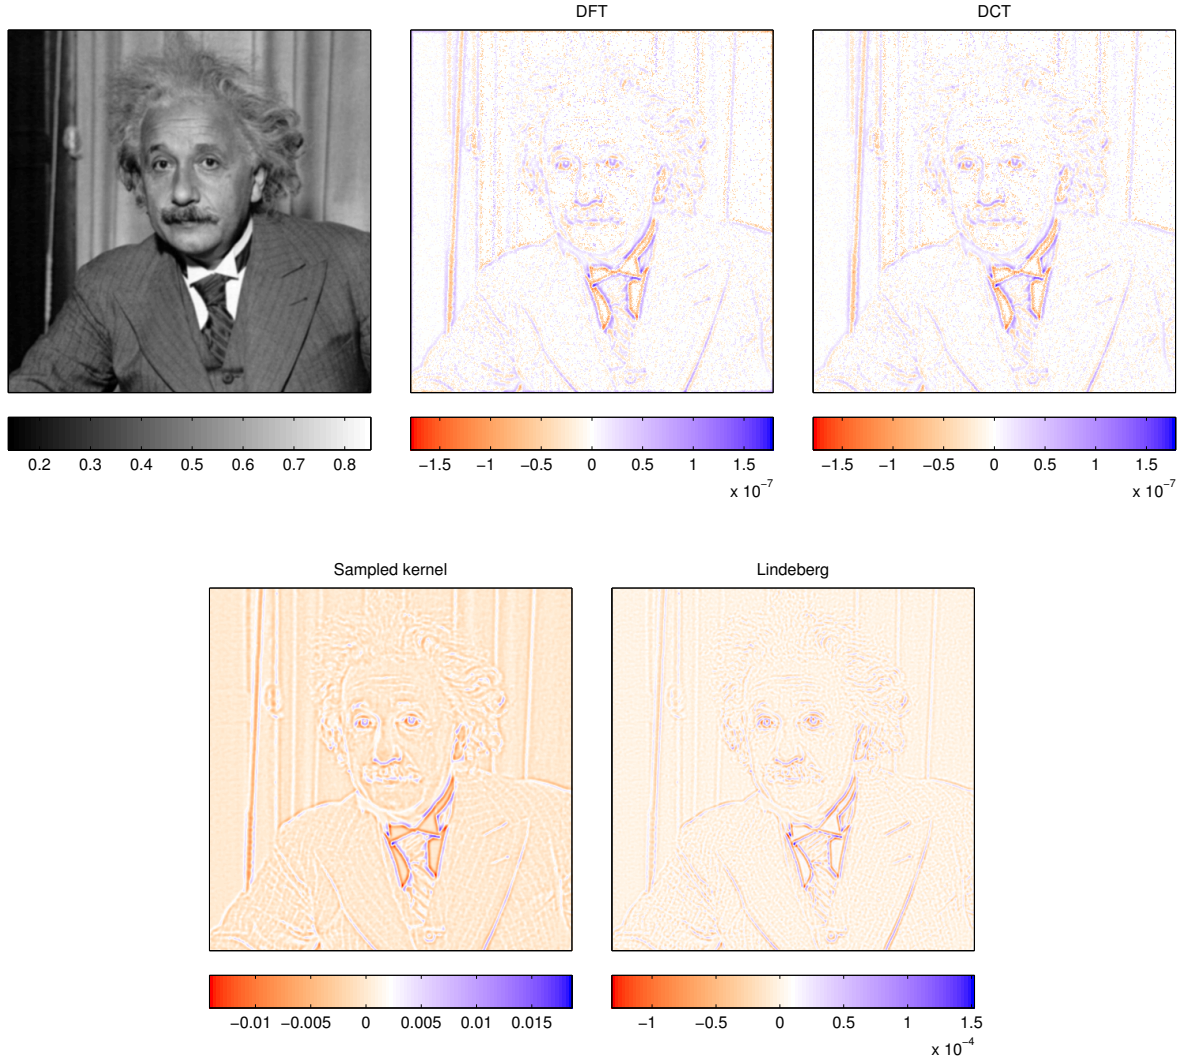 DFT DCT
0.2 0.3 0.4 0.5 0.6 0.7 0.8 −1.5 −1 −0.5 0 0.5 1 1.5 −1.5 −1 −0.5 0 0.5 1 1.5
x 10−7 x 10−7
Sampled kernel Lindeberg
−0.01 −0.005 0 0.005 0.01 0.015 −1 −0.5 0 0.5 1 1.5
x 10−4